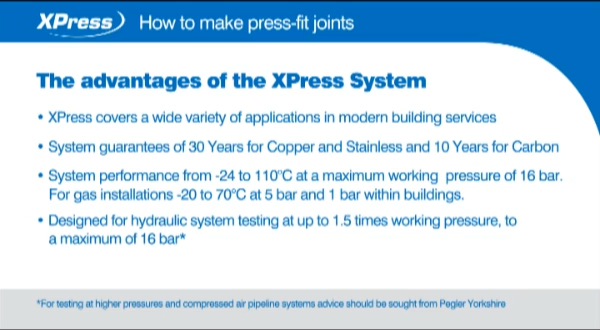 XPress How to make press-fit joints
The advantages of the XPress System
• XPress covers a wide variety of applications in modern building services
• System guarantees of 30 Years for Copper and Stainless and 10 Years for Carbon
• System performance from -24 to 110°C at a maximum working pressure of 16 bar.
For gas installations -20 to 70°C at 5 bar and 1 bar within buildings.
• Designed for hydraulic system testing at up to 1.5 times working pressure, to
a maximum of 16 bar*
*For testing at higher pressures and compressed air pipeline systems advice should be sought from Pegler Yorkshire